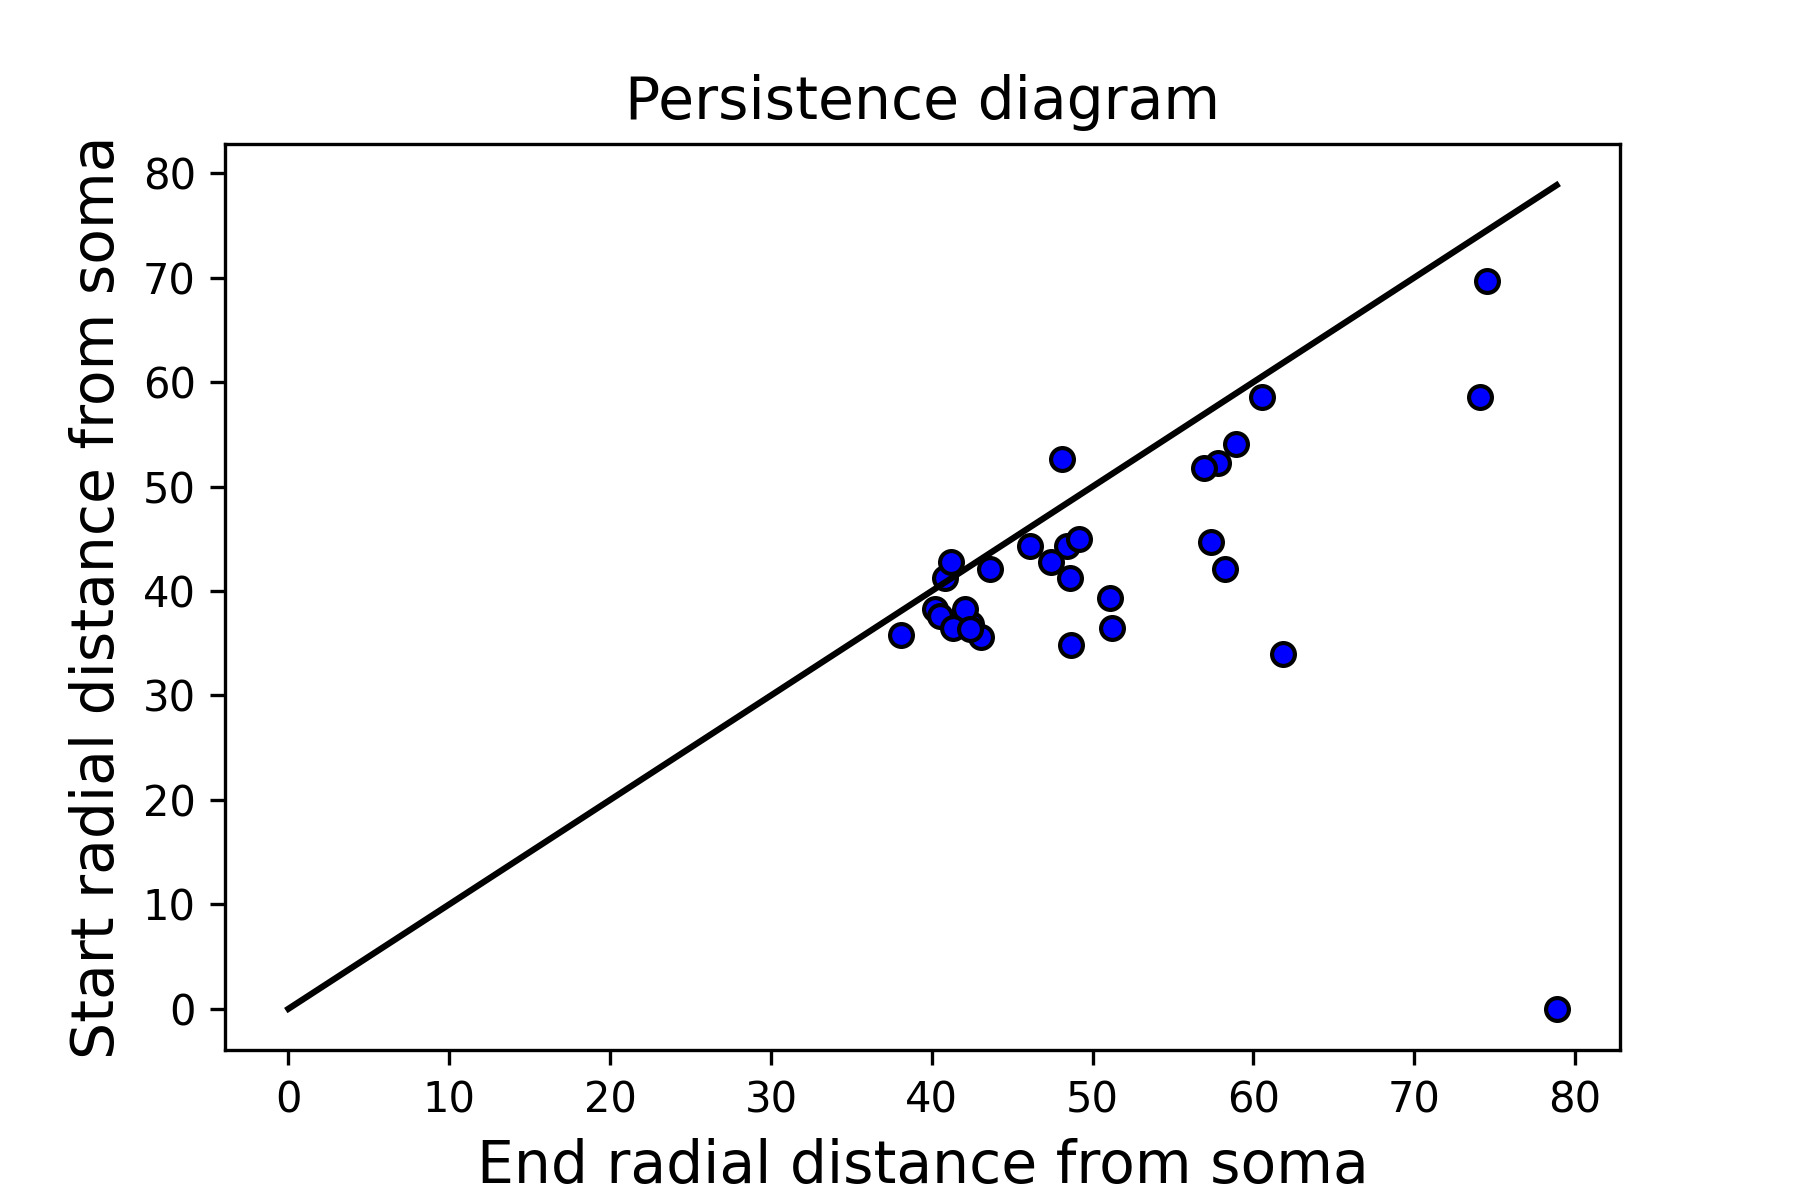 Persistence diagram
Start radial distance from soma
80
70
60
50
40
30
20
10
0
0 10 20 30 40 50 60 70 80
End radial distance from soma